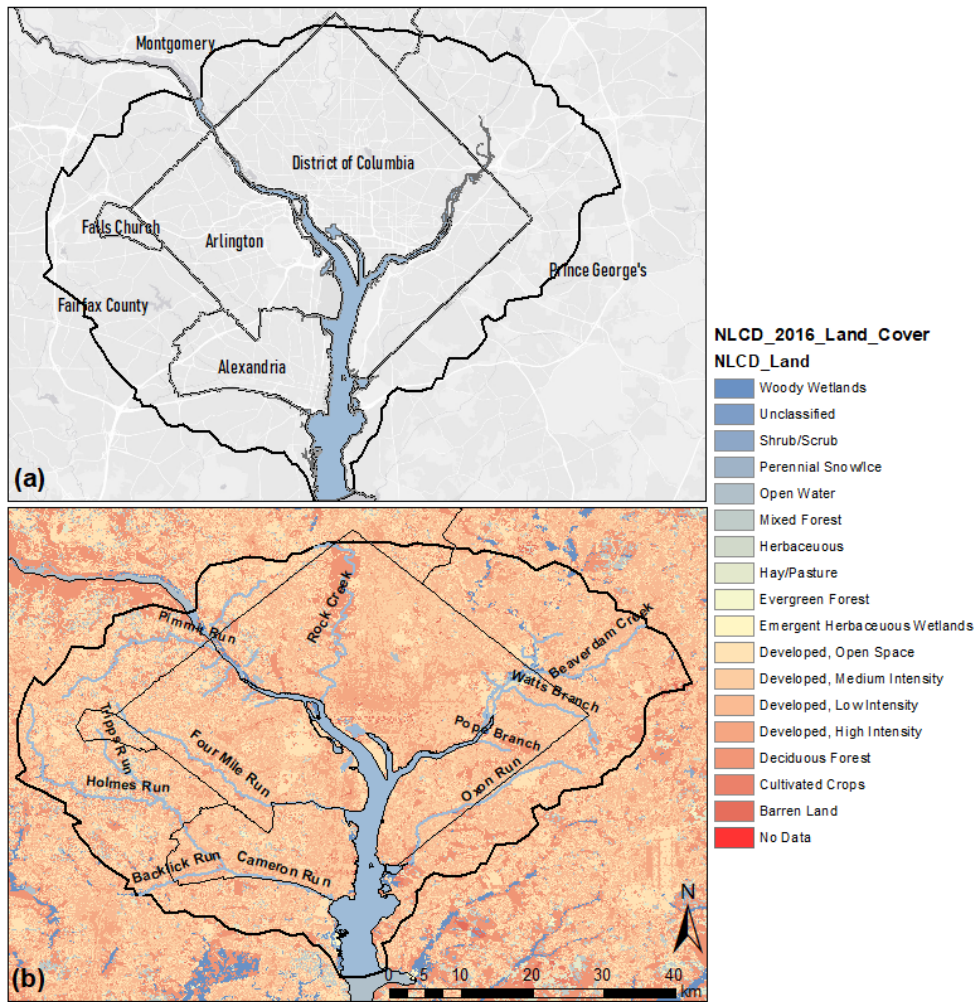 Montgomery
District of Columbia
Falls Church
Arlington
Prince George's
Fairfax County
Alexandria
(a)
NLCD_2016_Land_Cover
NLCD_Land
Woody Wetlands
Unclassified
Shrub/Scrub
Perennial Snow/Ice
Open Water
Mixed Forest
Herbaceuous
Hay/Pasture
Evergreen Forest
Emergent Herbaceuous Wetlands
Developed, Open Space
Developed, Medium Intensity
Developed, Low Intensity
Developed, High Intensity
Deciduous Forest
Cultivated Crops
Barren Land
No Data
Rock Creek
Pimmit Run
Beaverdam Creek
Watts Branch
Tripps Run
Four Mile Run
Pope Branch
Holmes Run
Oxon Run
Backlick Run
Cameron Run
N
(b)
0 5 10 20 30 40
km